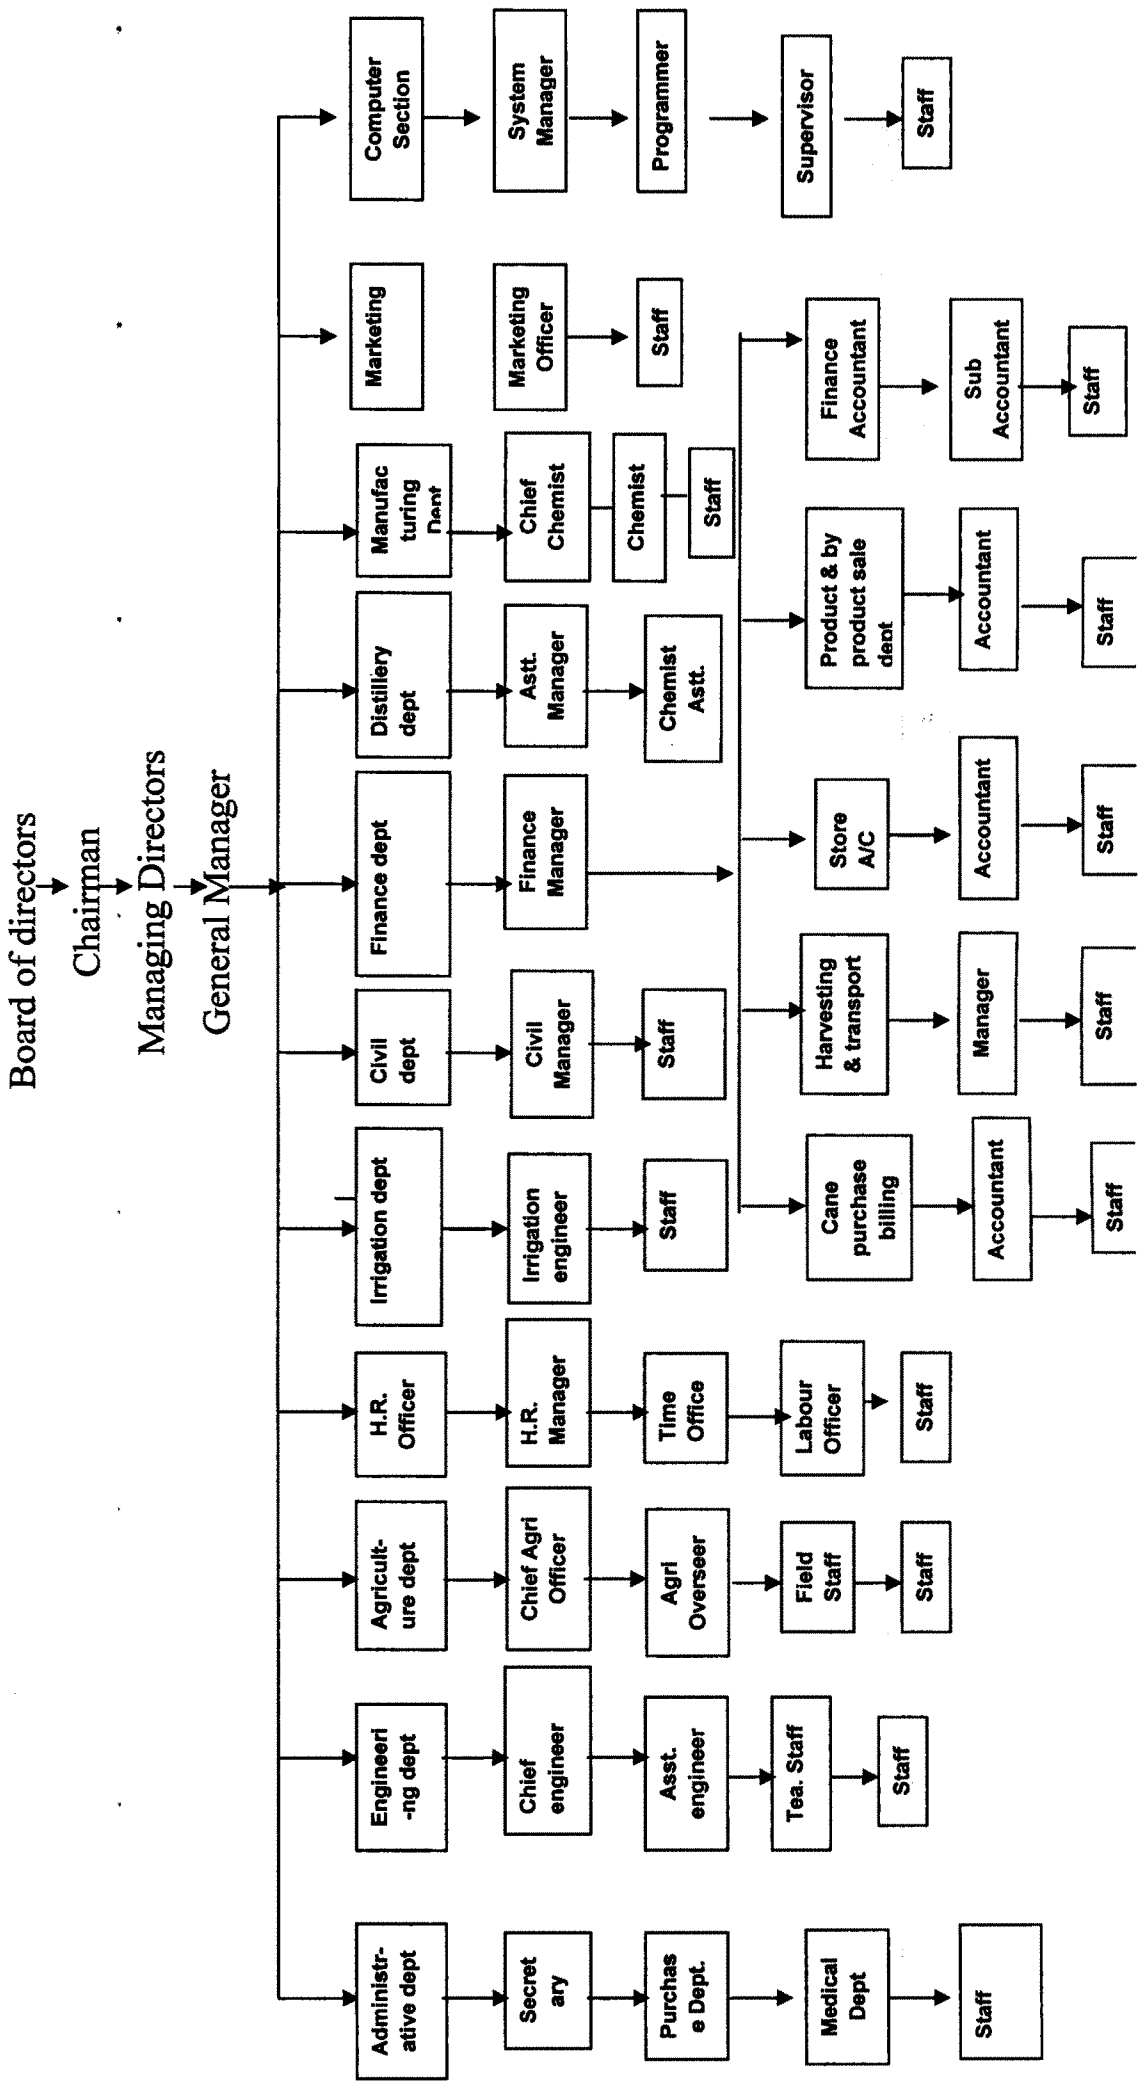 Board of directors
Chairman
Managing Directors
General Manager
Administr-
ative dept
Engineeri
-ng dept
Agricult-
ure dept
H.R.
Officer
Irrigation dept
Civil
dept
Finance dept
Distillery
dept
Manufac
turing
Dept
Marketing
Computer
Section
Secret
ary
Chief
engineer
Chief Agri
Officer
H.R.
Manager
Irrigation
engineer
Civil
Manager
Finance
Manager
Astt.
Manager
Chief
Chemist
Marketing
Officer
System
Manager
Purchas
e Dept.
Asst.
engineer
Agri
Overseer
Time
Office
Staff
Staff
Chemist
Astt.
Chemist
Staff
Staff
Programmer
Medical
Dept
Tea. Staff
Field
Staff
Labour
Officer
Supervisor
Staff
Staff
Staff
Staff
Staff
Cane
purchase
billing
Harvesting
& transport
Store
A/C
Product & by
product sale
dept
Finance
Accountant
Accountant
Manager
Accountant
Accountant
Sub
Accountant
Staff
Staff
Staff
Staff
Staff